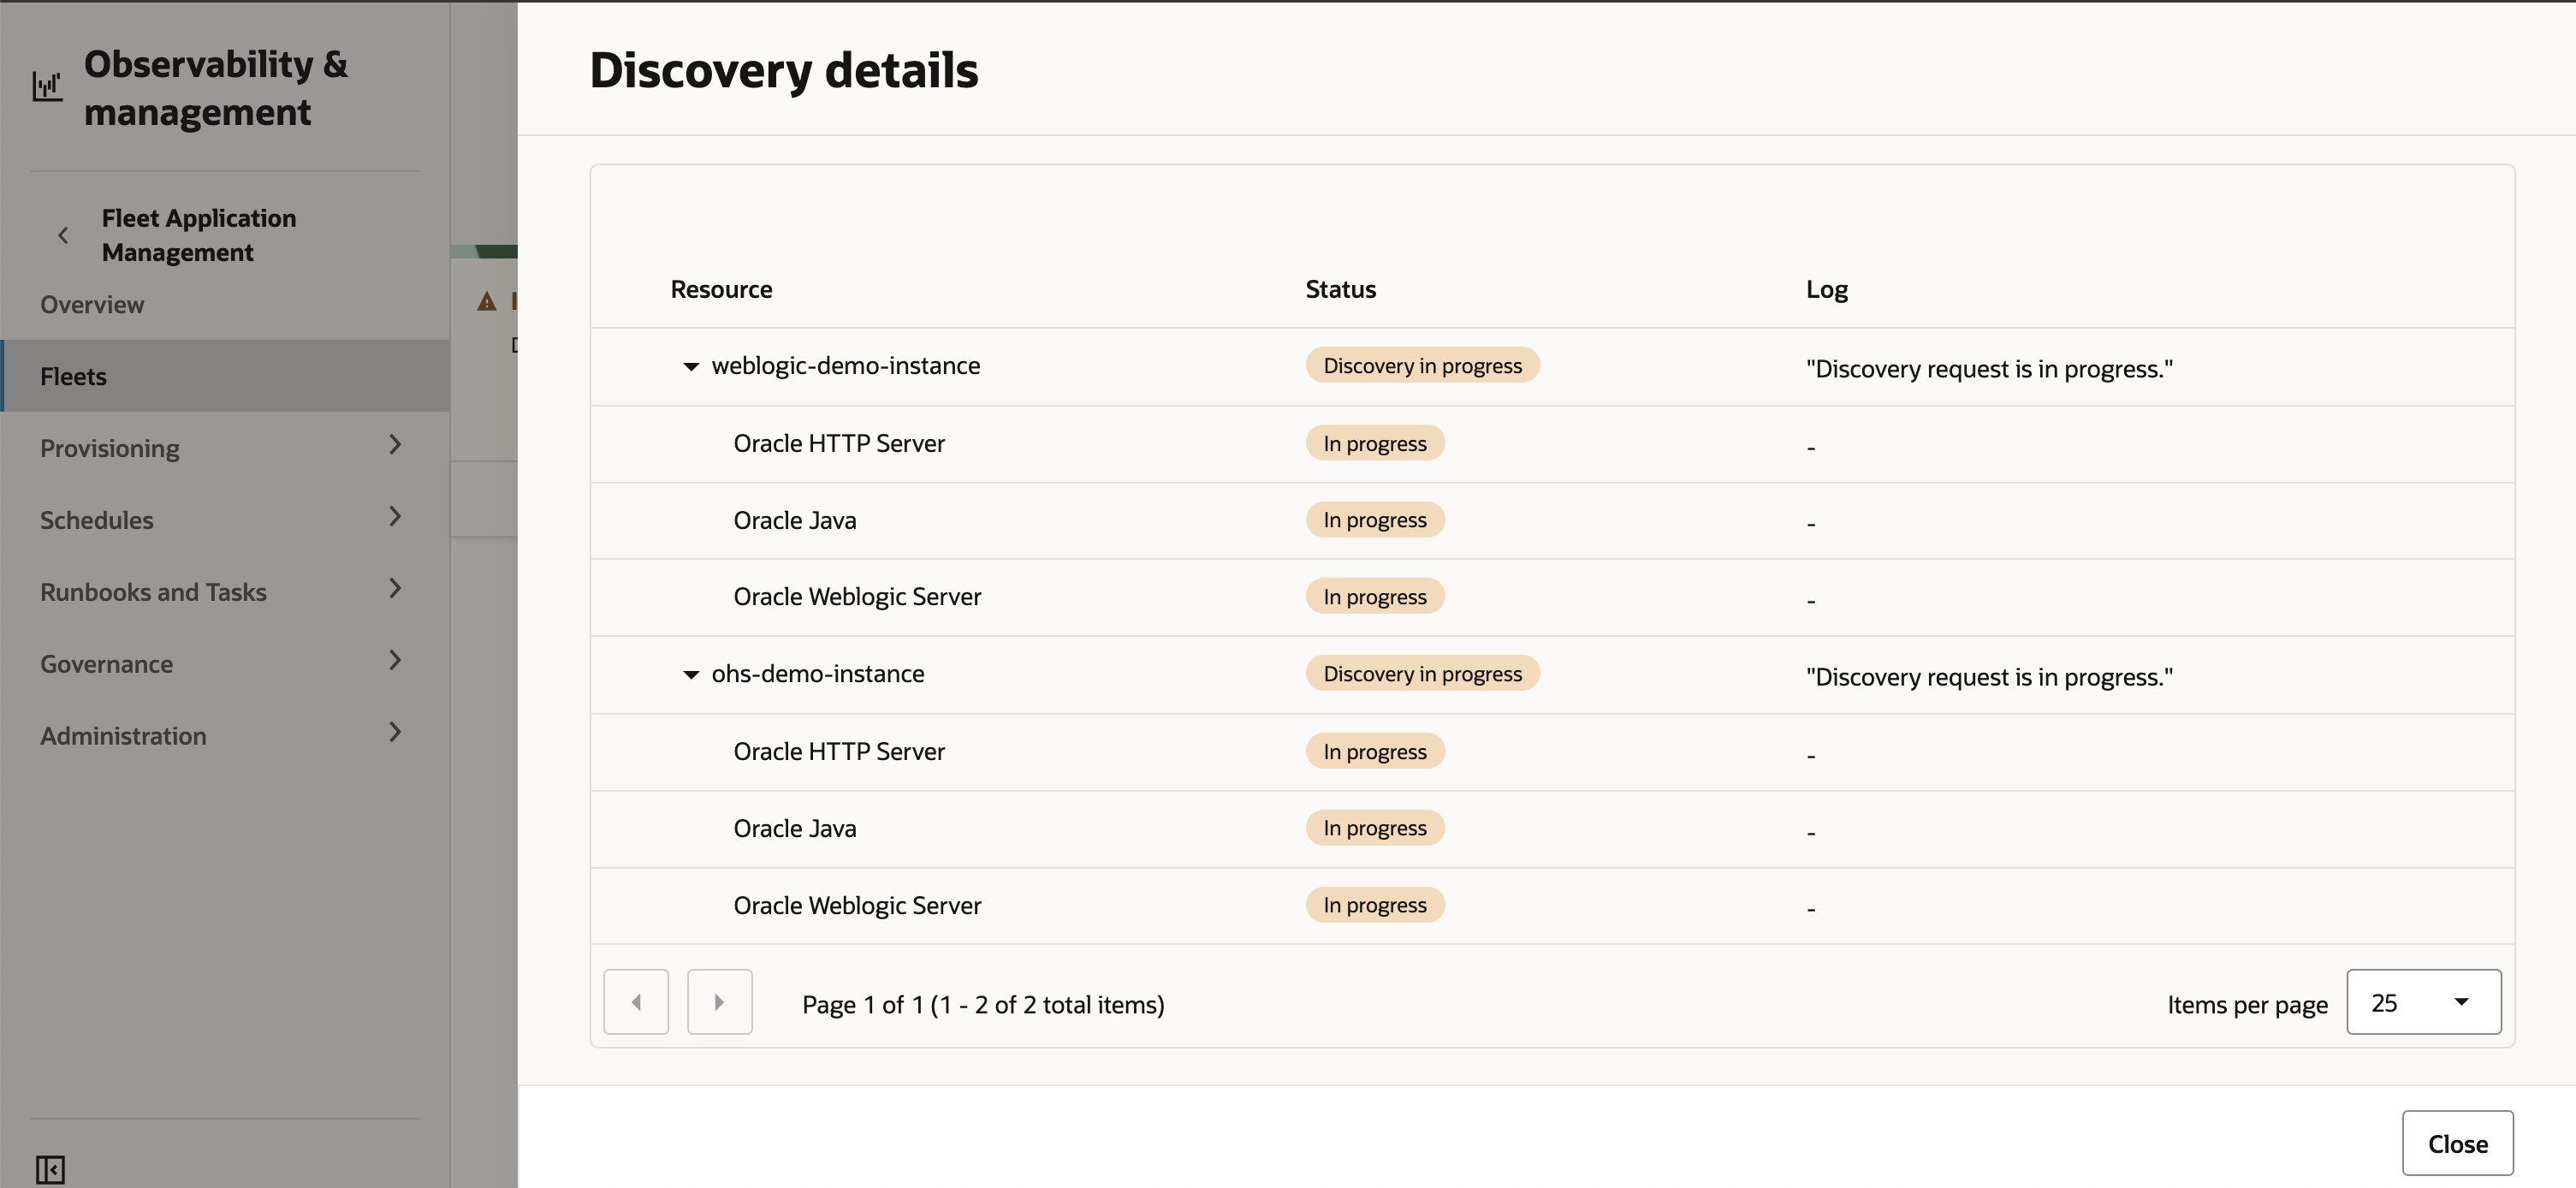 Observability &
management
Fleet Application
Management
Overview
Fleets
Provisioning
Schedules
Runbooks and Tasks
Governance
Administration
Discovery details
Resource Status Log
weblogic-demo-instance Discovery in progress "Discovery request is in progress."
Oracle HTTP Server In progress -
Oracle Java In progress -
Oracle Weblogic Server In progress -
ohs-demo-instance Discovery in progress "Discovery request is in progress."
Oracle HTTP Server In progress -
Oracle Java In progress -
Oracle Weblogic Server In progress -
Page 1 of 1 (1 - 2 of 2 total items) Items per page 25
Close